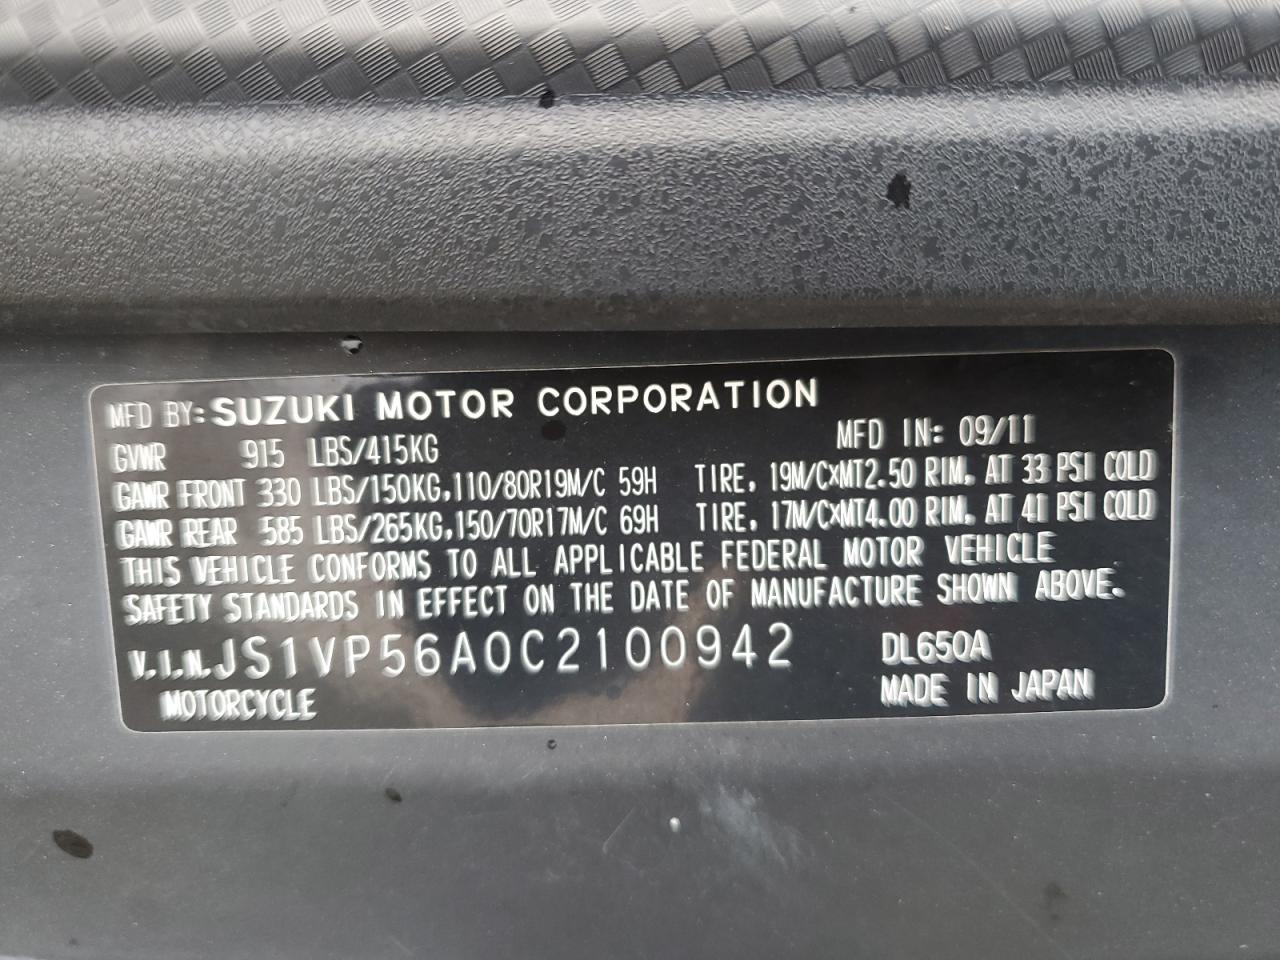 MFD BY: SUZUKI MOTOR CORPORATION
GVWR 915 LBS/415KG MFD IN: 09/11
GAWR FRONT 330 LBS/150KG,110/80R19M/C 59H TIRE, 19M/CxMT2.50 RIM, AT 33 PSI COLD
GAWR REAR 585 LBS/265KG,150/70R17M/C 69H TIRE, 17M/CxMT4.00 RIM, AT 41 PSI COLD
THIS VEHICLE CONFORMS TO ALL APPLICABLE FEDERAL MOTOR VEHICLE
SAFETY STANDARDS IN EFFECT ON THE DATE OF MANUFACTURE SHOWN ABOVE.
V.I.N. JS1VP56A0C2100942 DL650A
MOTORCYCLE MADE IN JAPAN